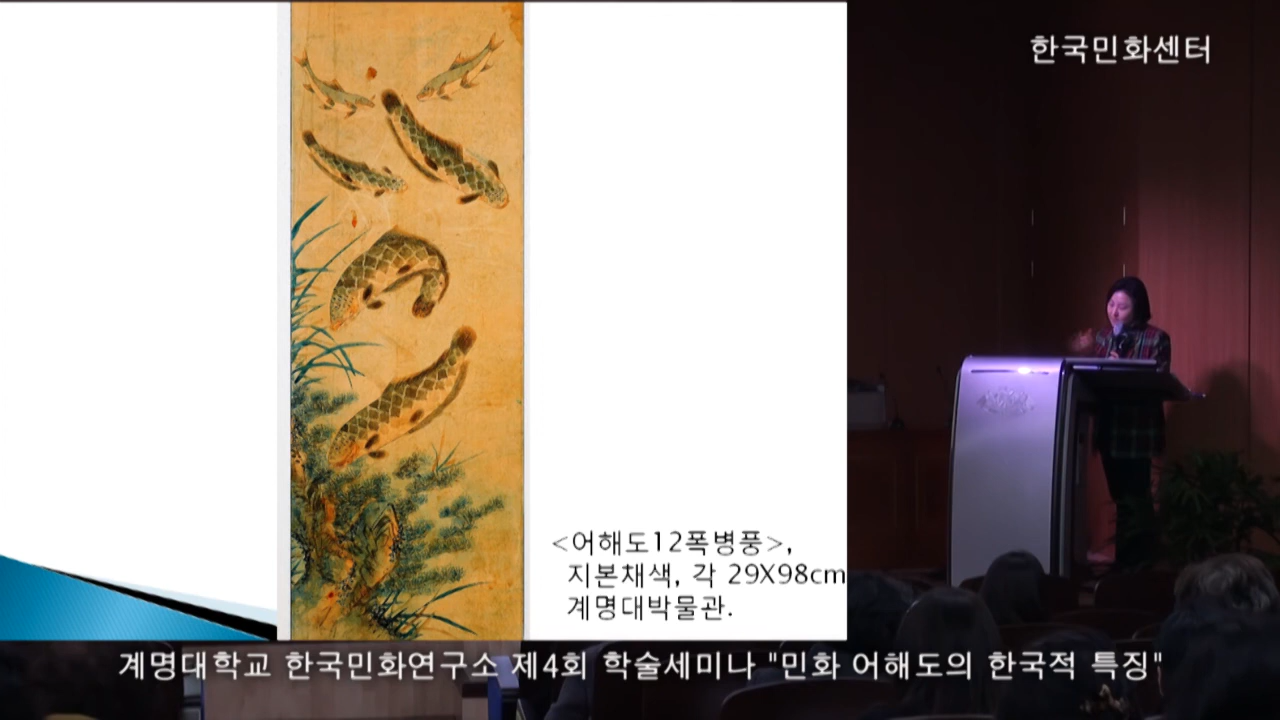 한국민화센터
<어해도12폭병풍>,
지본채색, 각 29X98cm
계명대박물관.
계명대학교 한국민화연구소 제4회 학술세미나 "민화 어해도의 한국적 특징"